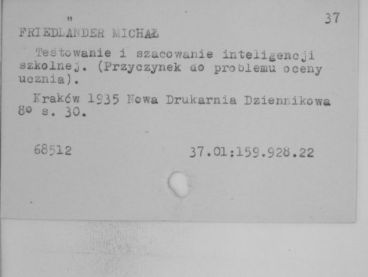 37
FRIEDLÄNDER MICHAŁ
Testowanie i szacowanie inteligencji
szkolnej. (Przyczynek do problemu oceny
ucznia).
Kraków 1935 Nowa Drukarnia Dziennikowa
8º s. 30.
68512 37.01:159.928.22